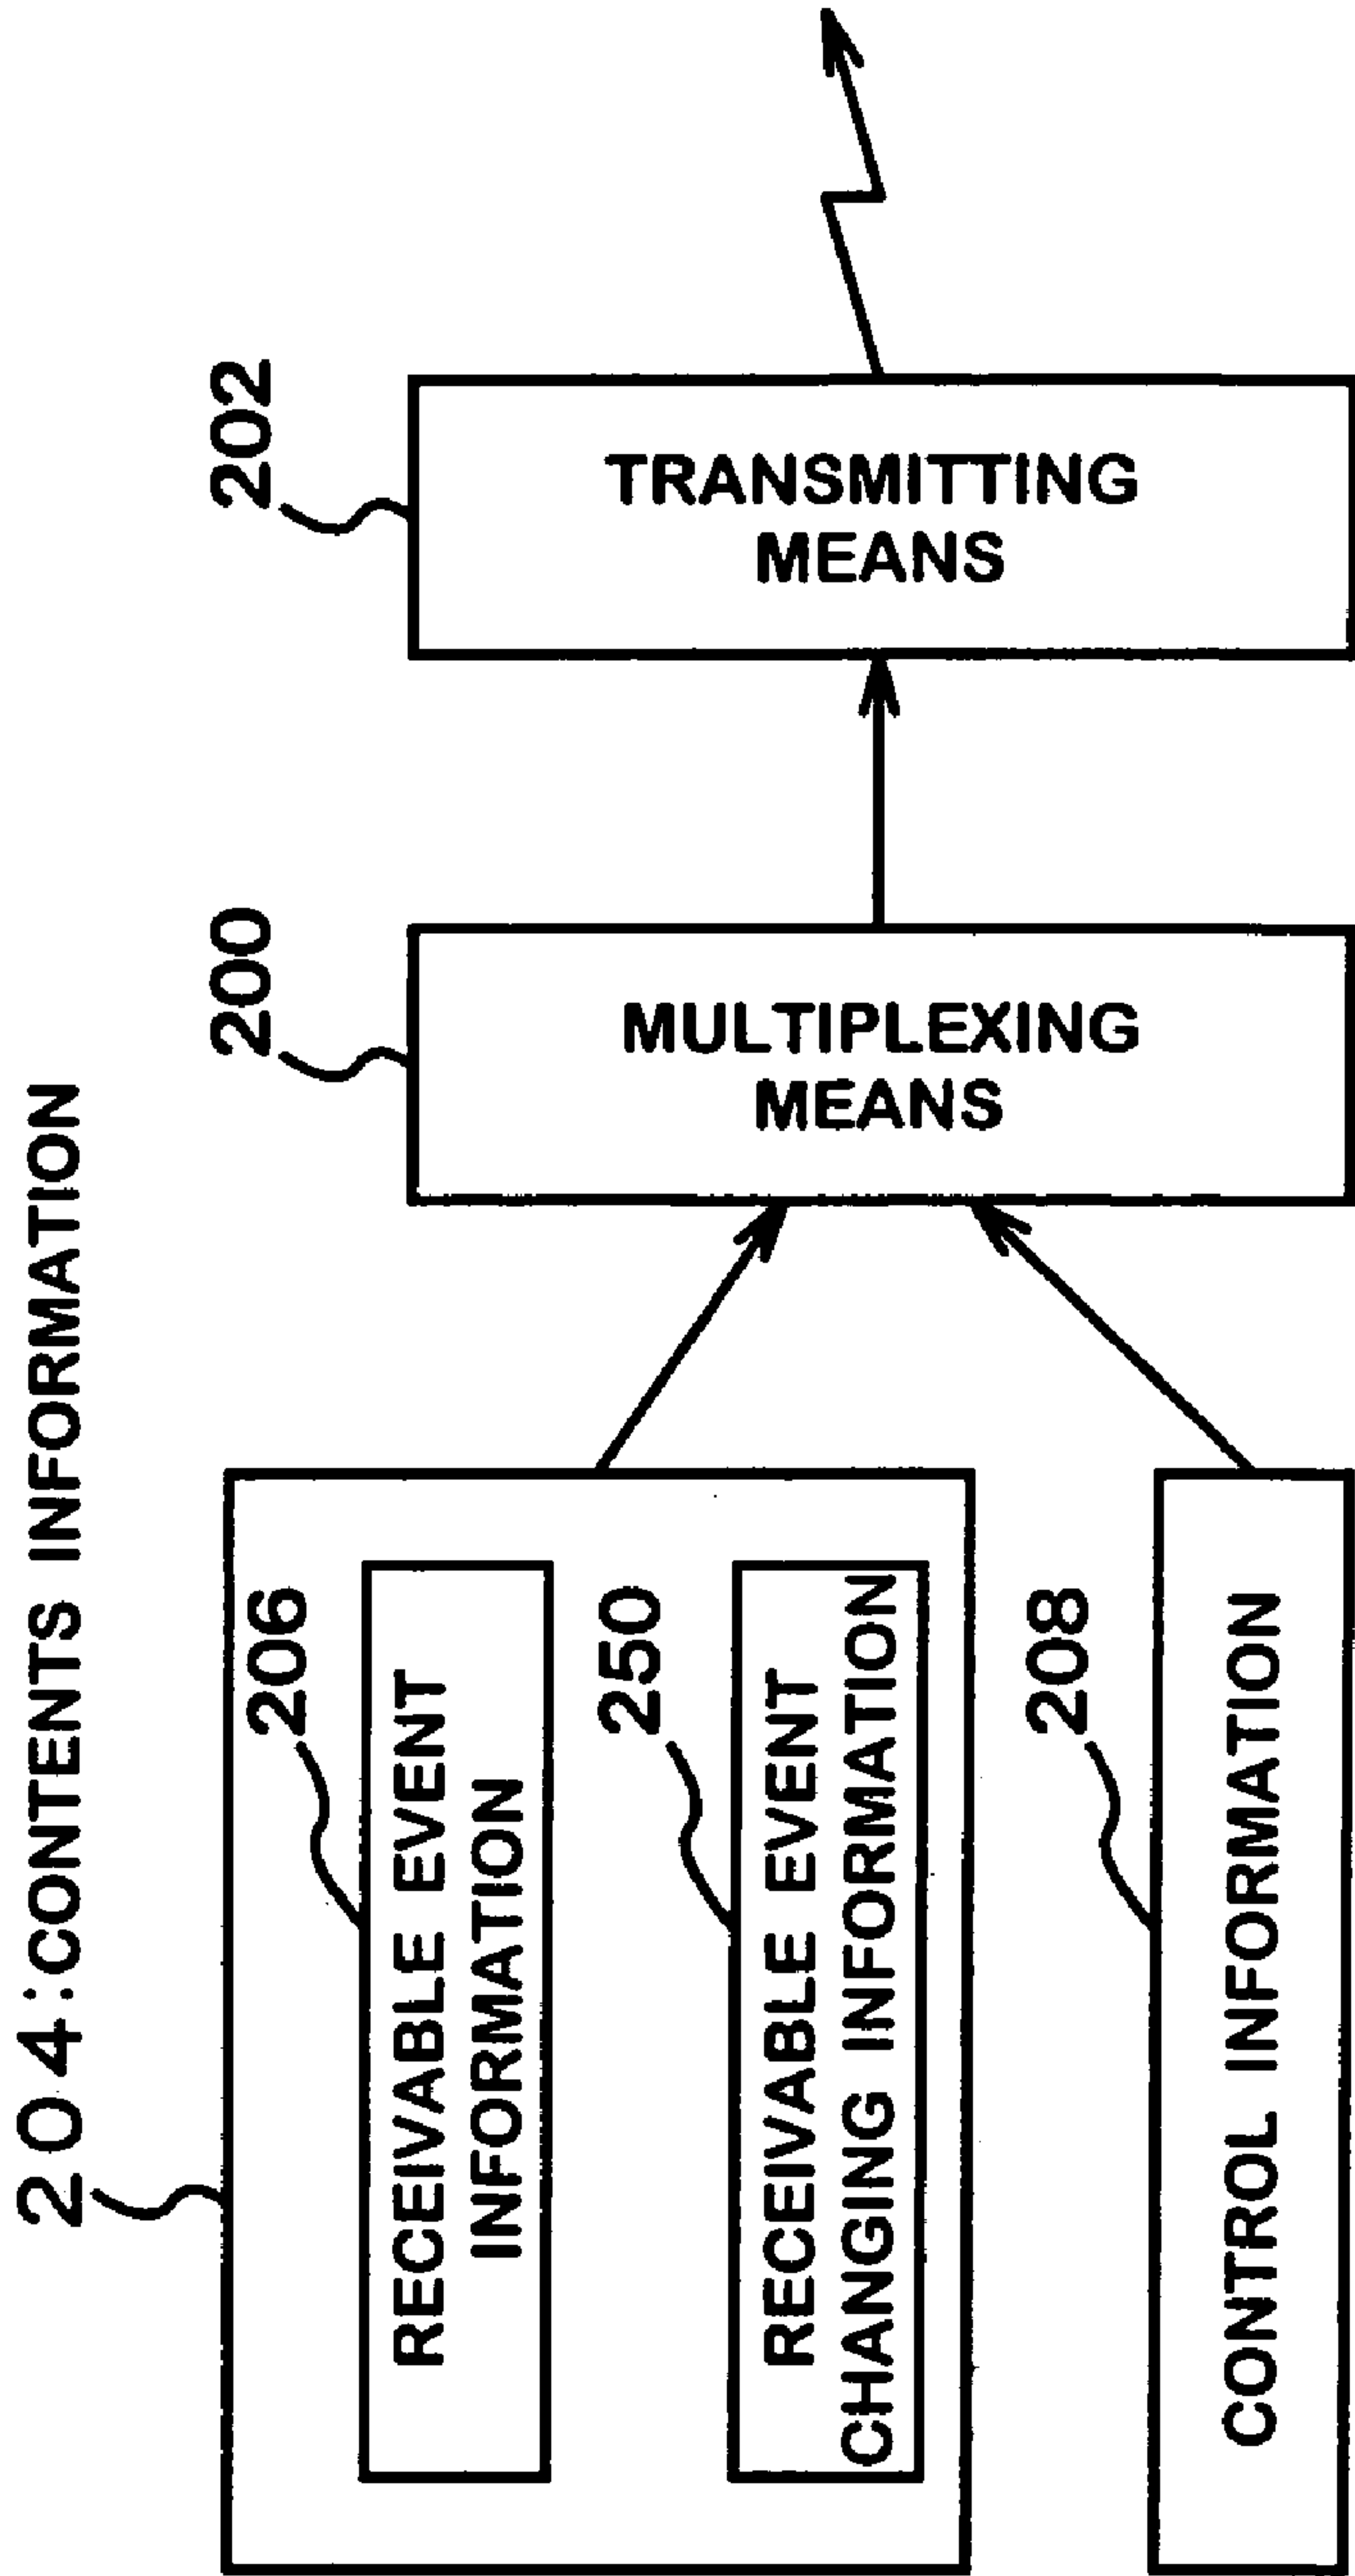 204:CONTENTS INFORMATION
206
RECEIVABLE EVENT
INFORMATION
250
RECEIVABLE EVENT
CHANGING INFORMATION
208
CONTROL INFORMATION
200
MULTIPLEXING
MEANS
202
TRANSMITTING
MEANS